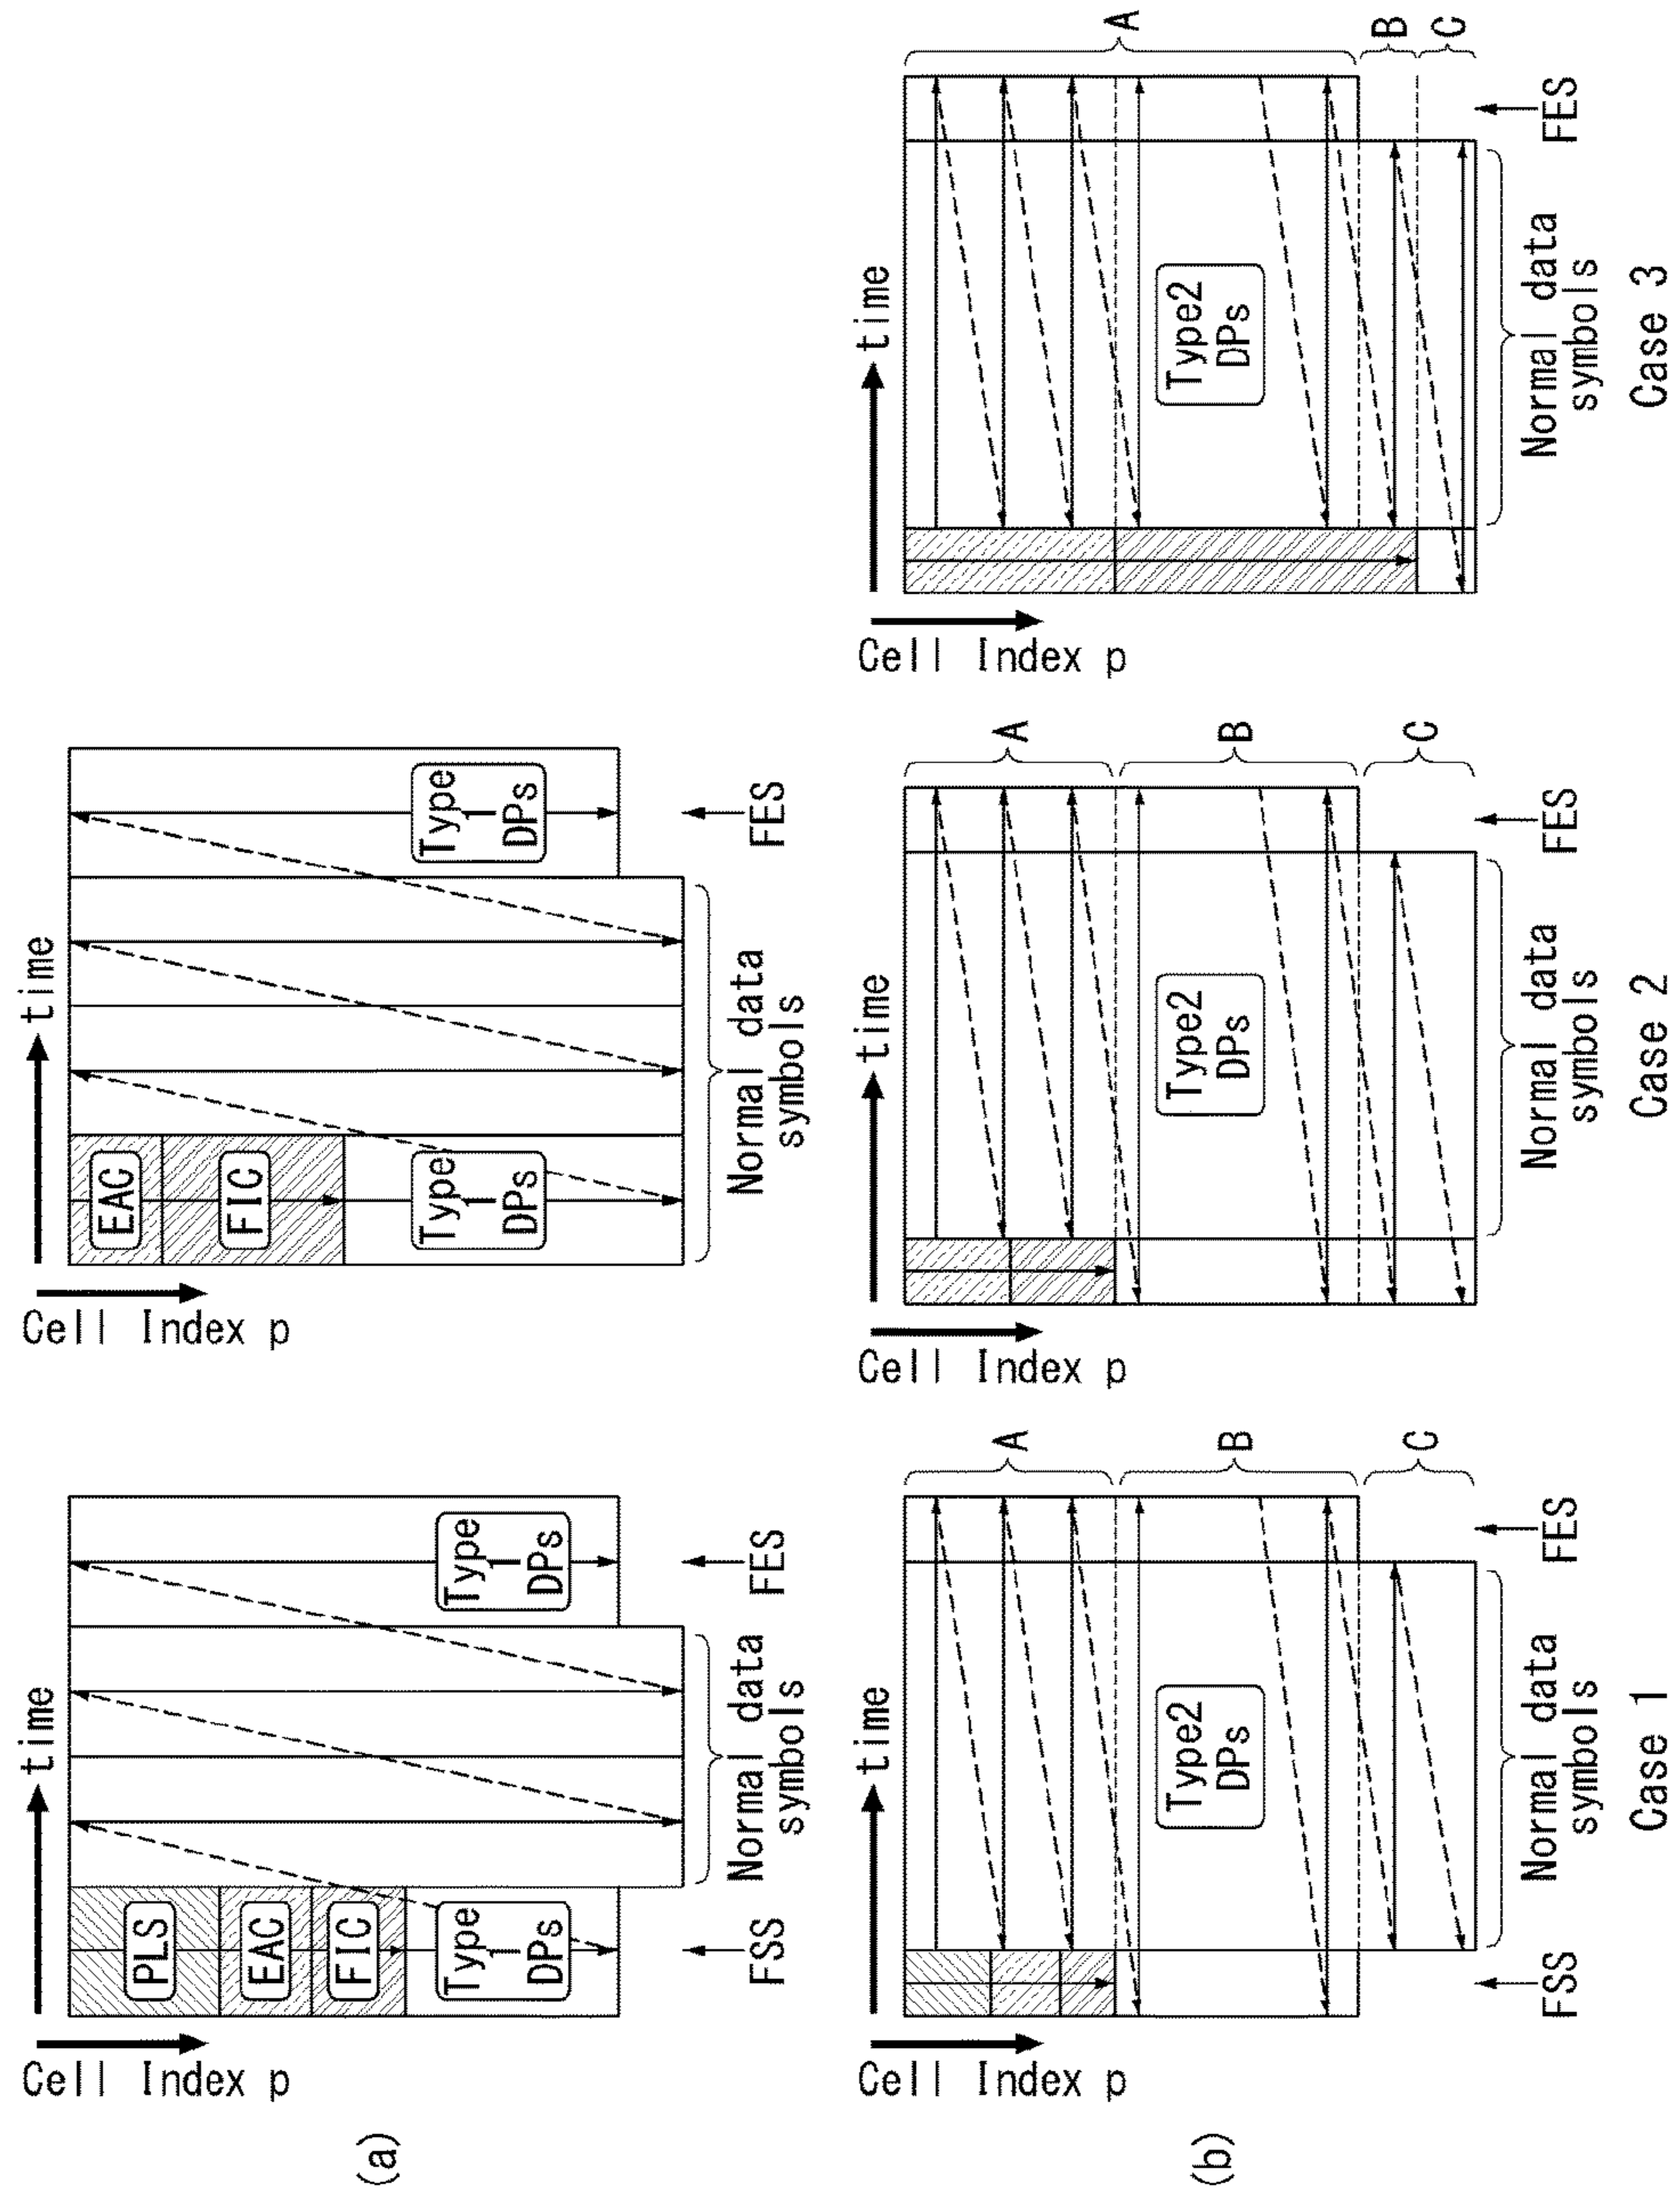 (a)
Cell Index p
time
PLS
EAC
FIC
Type
1
DPs
Type
1
DPs
FSS
Normal data
symbols
FES
Cell Index p
time
EAC
FIC
Type
1
DPs
Type
1
DPs
Normal data
symbols
FES
(b)
Cell Index p
time
Type2
DPs
A
B
C
FSS
Normal data
symbols
FES
Case 1
Cell Index p
time
Type2
DPs
A
B
C
Normal data
symbols
FES
Case 2
Cell Index p
time
Type2
DPs
A
B
C
Normal data
symbols
FES
Case 3